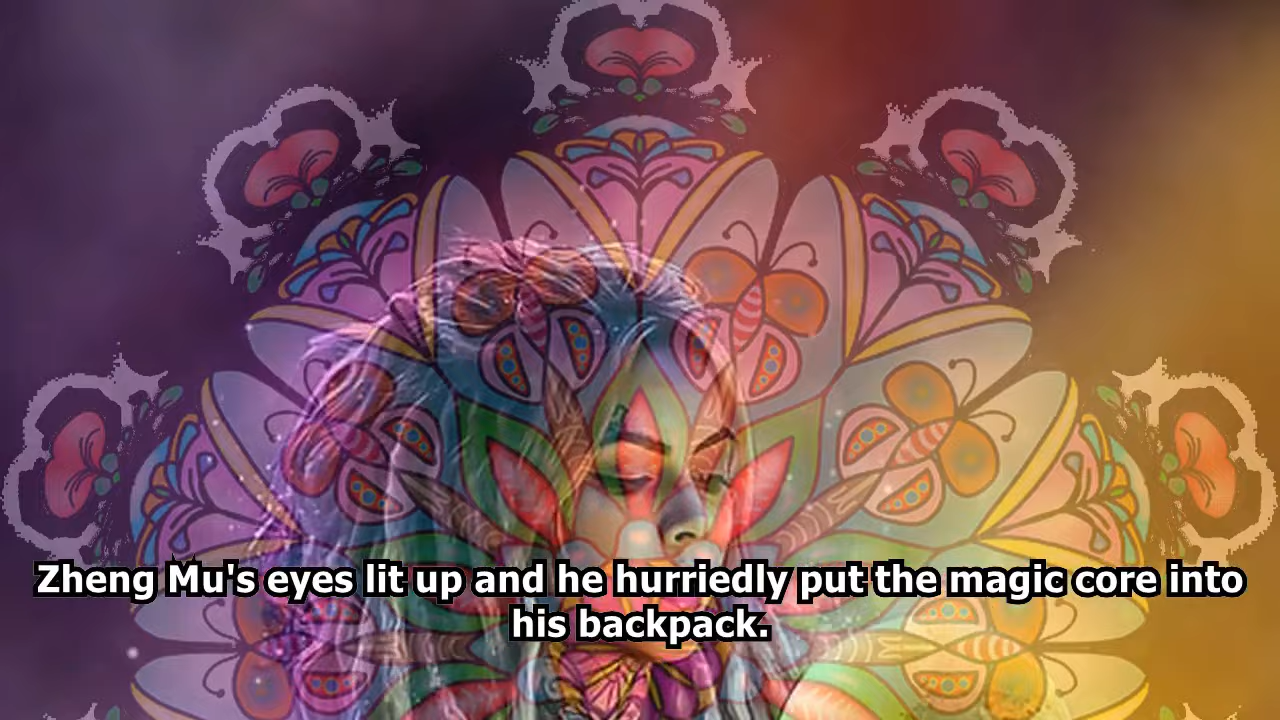 Zheng Mu's eyes lit up and he hurriedly put the magic core into
his backpack.